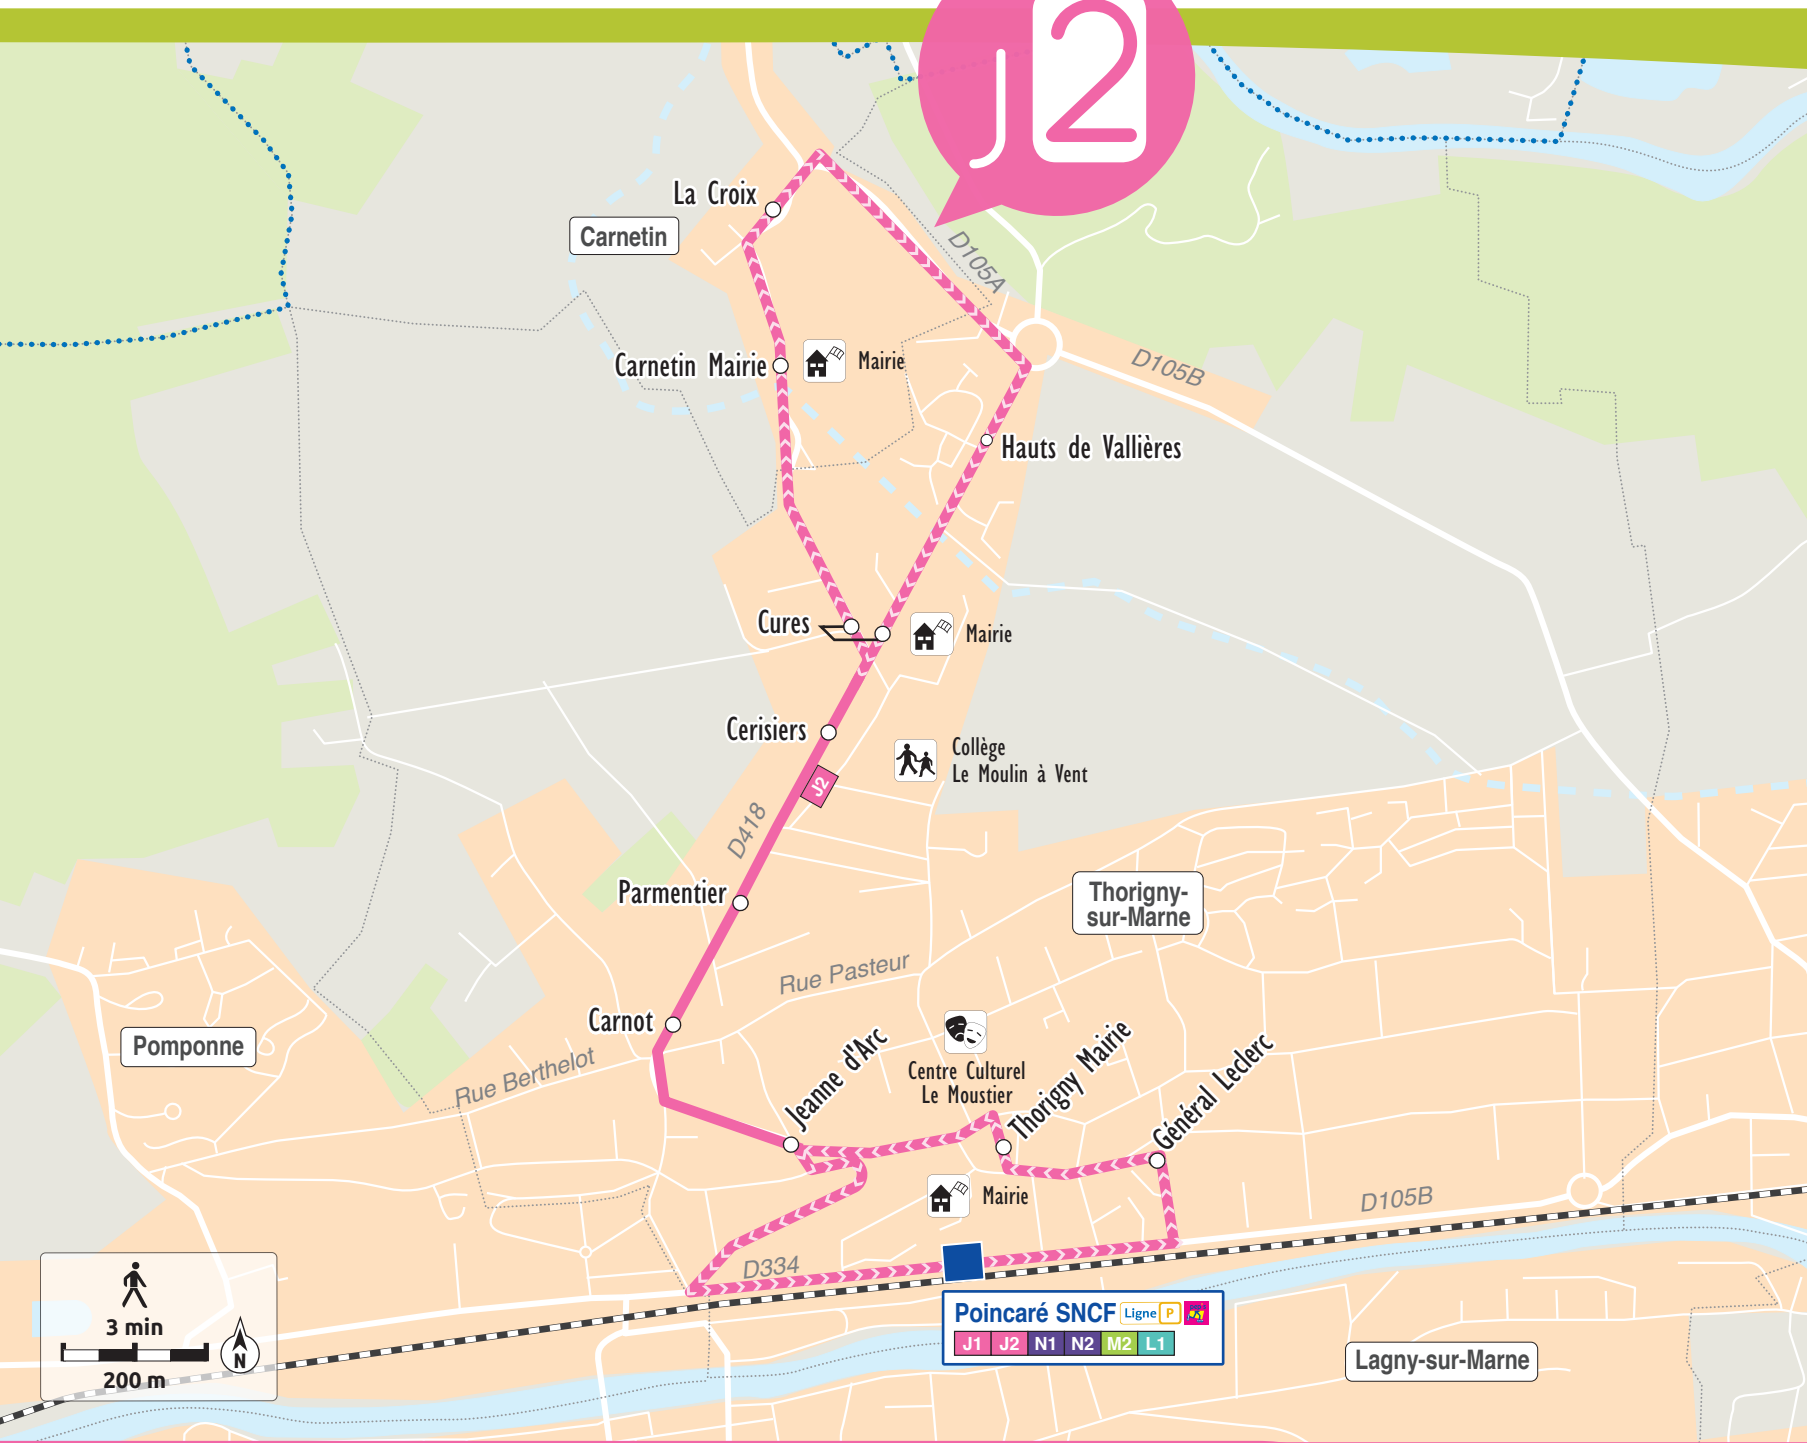 J2
La Croix
Carnetin
D105A
Carnetin Mairie
Mairie
D105B
Hauts de Vallières
Cures
Mairie
Cerisiers
Collège
Le Moulin à Vent
J2
D418
Parmentier
Thorigny-
sur-Marne
Rue Pasteur
Carnot
Pomponne
Rue Berthelot
Jeanne d'Arc
Centre Culturel
Le Moustier
Thorigny Mairie
Général Leclerc
Mairie
D105B
D334
3 min
200 m
N
Poincaré SNCF Ligne P
J1 J2 N1 N2 M2 L1
Lagny-sur-Marne